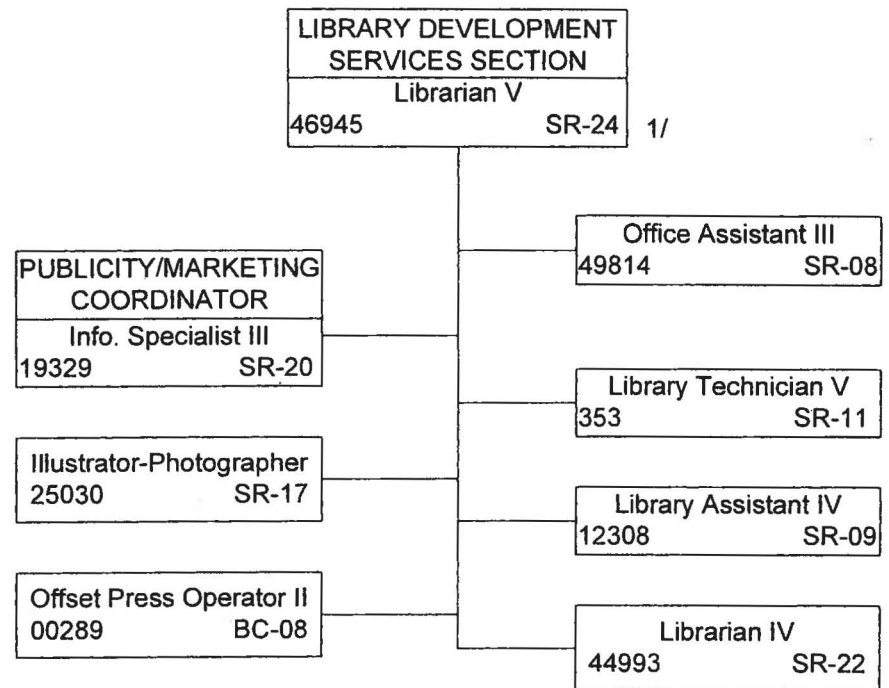 LIBRARY DEVELOPMENT
SERVICES SECTION
Librarian V
46945 SR-24 1/
PUBLICITY/MARKETING
COORDINATOR
Info. Specialist III
19329 SR-20
Illustrator-Photographer
25030 SR-17
Offset Press Operator II
00289 BC-08
Office Assistant III
49814 SR-08
Library Technician V
353 SR-11
Library Assistant IV
12308 SR-09
Librarian IV
44993 SR-22